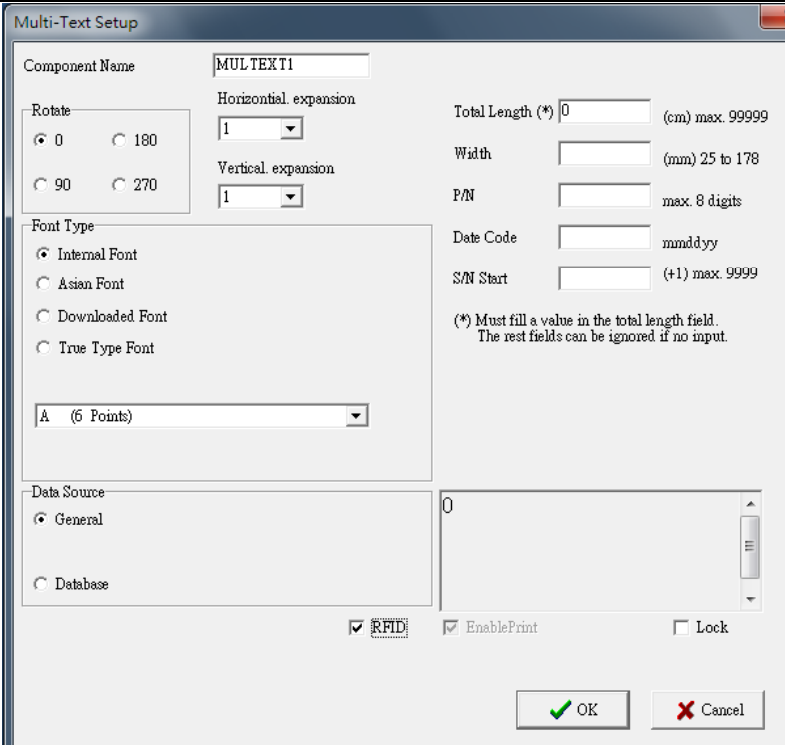 Multi-Text Setup
Component Name MULTEXT1
Rotate
0 180
90 270
Horizontial. expansion
1
Vertical. expansion
1
Total Length (*) 0 (cm) max. 99999
Width (mm) 25 to 178
P/N max. 8 digits
Date Code mmddyy
S/N Start (+1) max. 9999
(*) Must fill a value in the total length field.
The rest fields can be ignored if no input.
Font Type
Internal Font
Asian Font
Downloaded Font
True Type Font
A (6 Points)
Data Source
General
Database
0
RFID EnablePrint Lock
OK Cancel